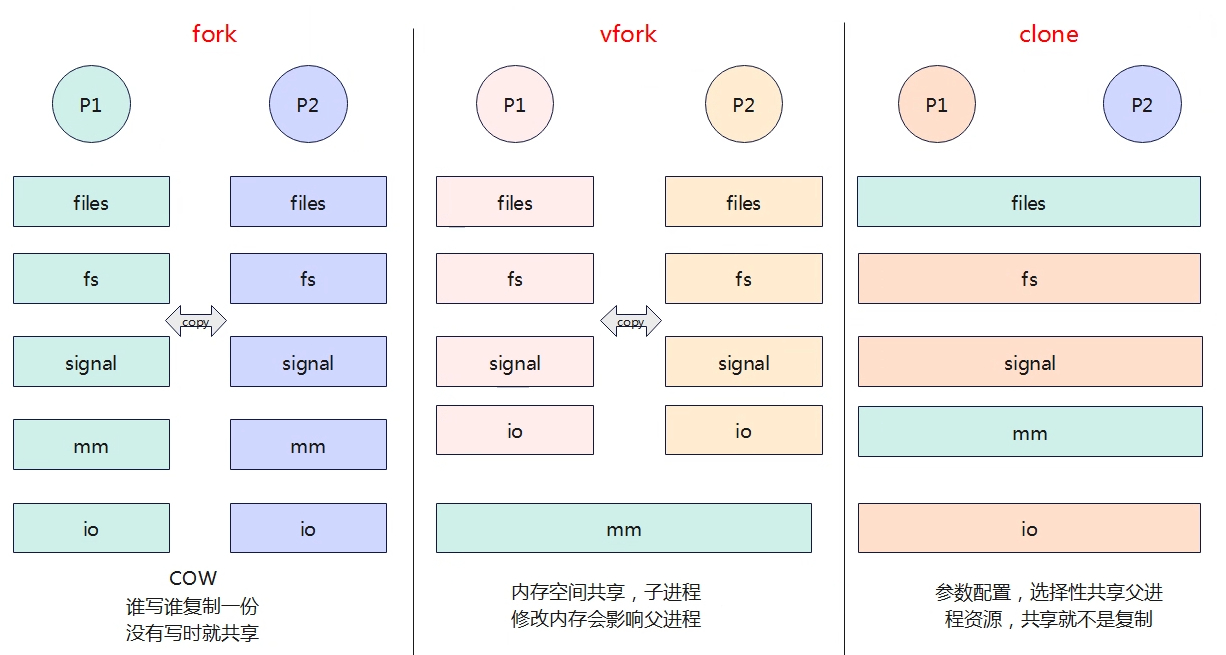 fork
P1
P2
files
files
fs
fs
copy
signal
signal
mm
mm
io
io
COW
谁写谁复制一份
没有写时就共享
vfork
P1
P2
files
files
fs
fs
copy
signal
signal
io
io
mm
内存空间共享，子进程
修改内存会影响父进程
clone
P1
P2
files
fs
signal
mm
io
参数配置，选择性共享父进
程资源，共享就不是复制